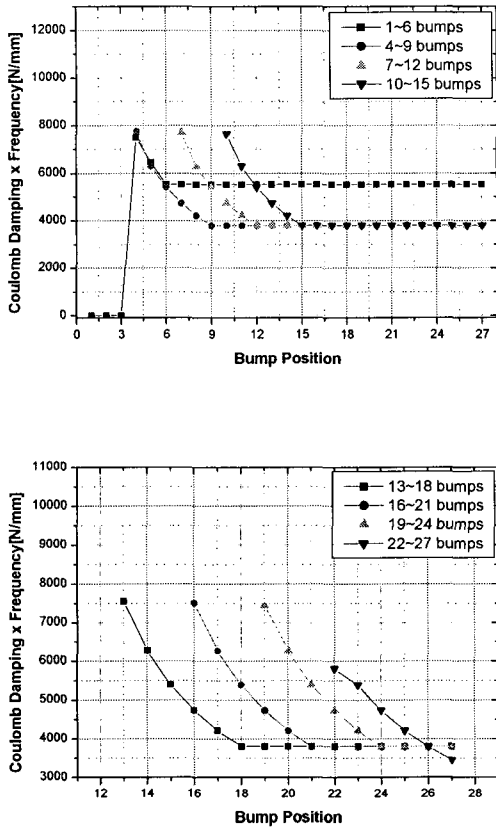 12000
10000
8000
6000
4000
2000
0
Coulomb Damping x Frequency[N/mm]
1~6 bumps
4~9 bumps
7~12 bumps
10~15 bumps
0 3 6 9 12 15 18 21 24 27
Bump Position
11000
10000
9000
8000
7000
6000
5000
4000
3000
Coulomb Damping x Frequency[N/mm]
13~18 bumps
16~21 bumps
19~24 bumps
22~27 bumps
12 14 16 18 20 22 24 26 28
Bump Position